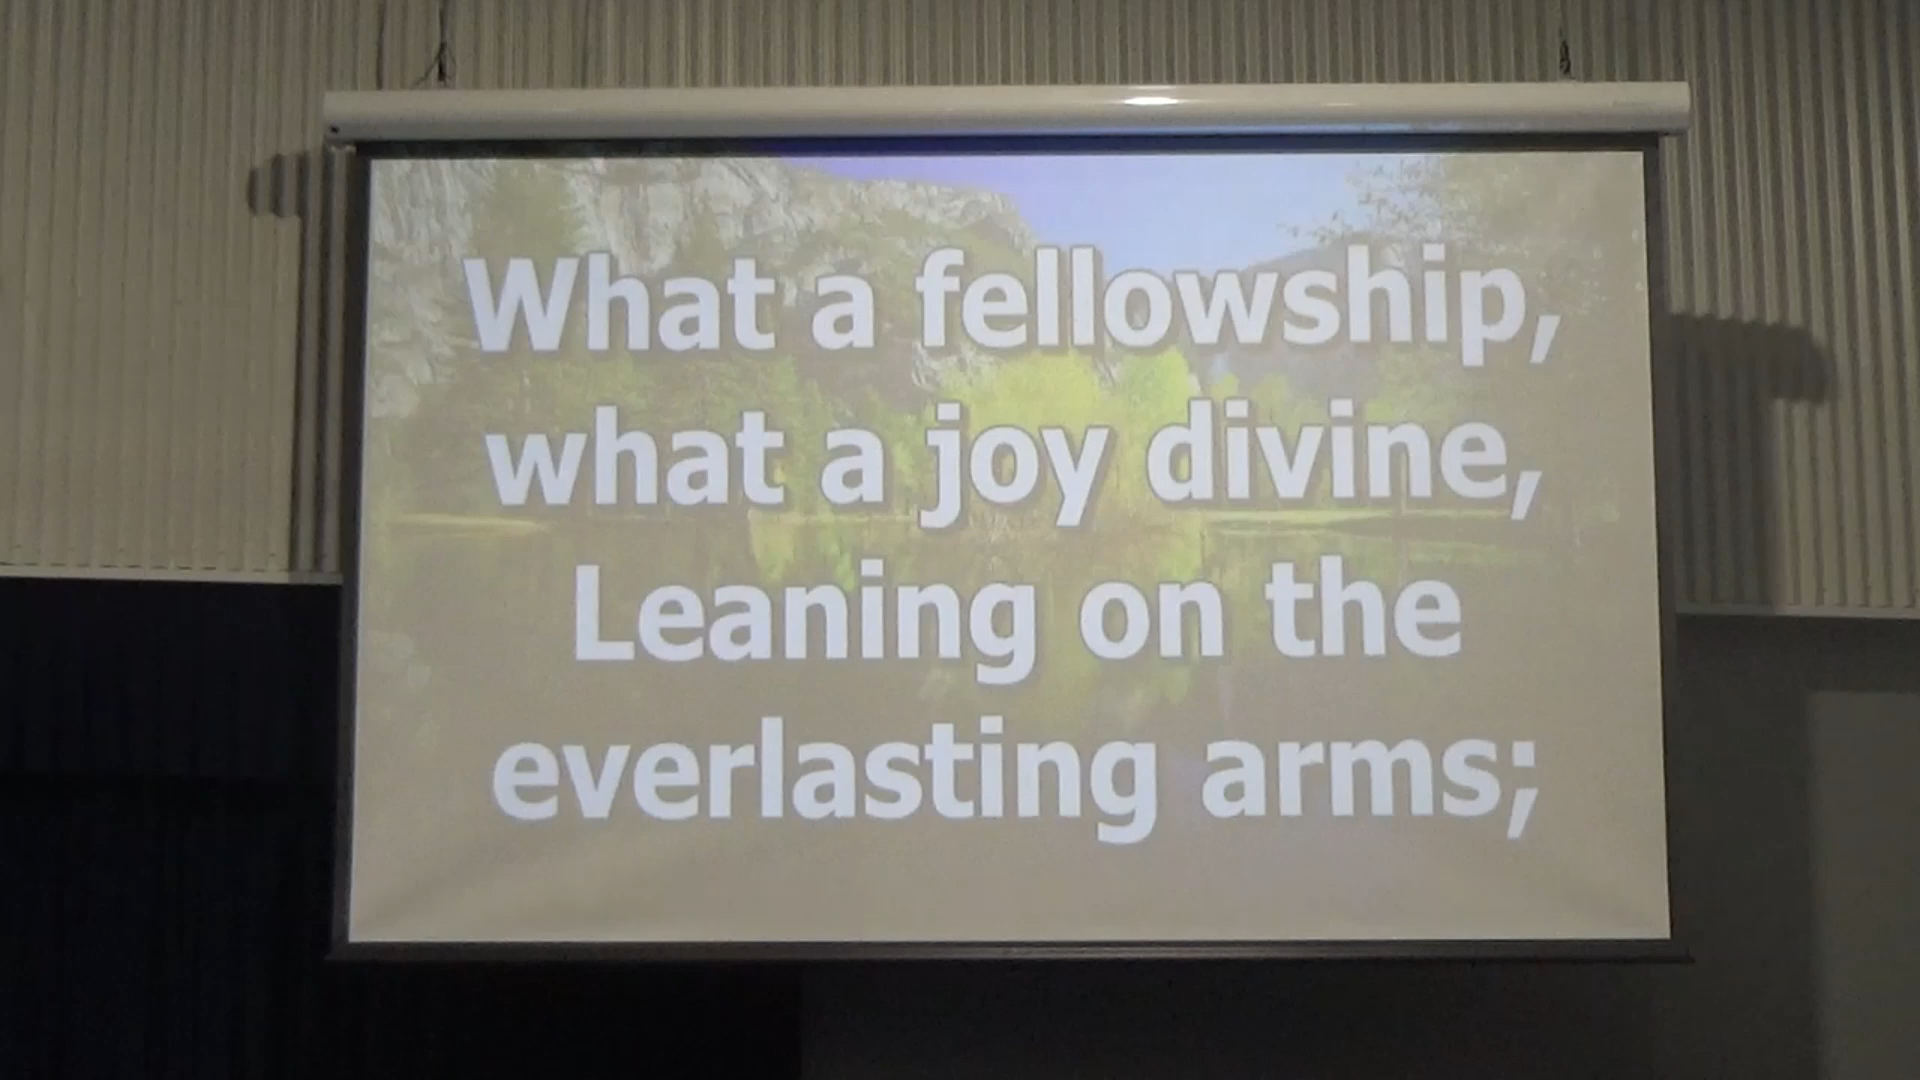 What a fellowship,
what a joy divine,
Leaning on the
everlasting arms;